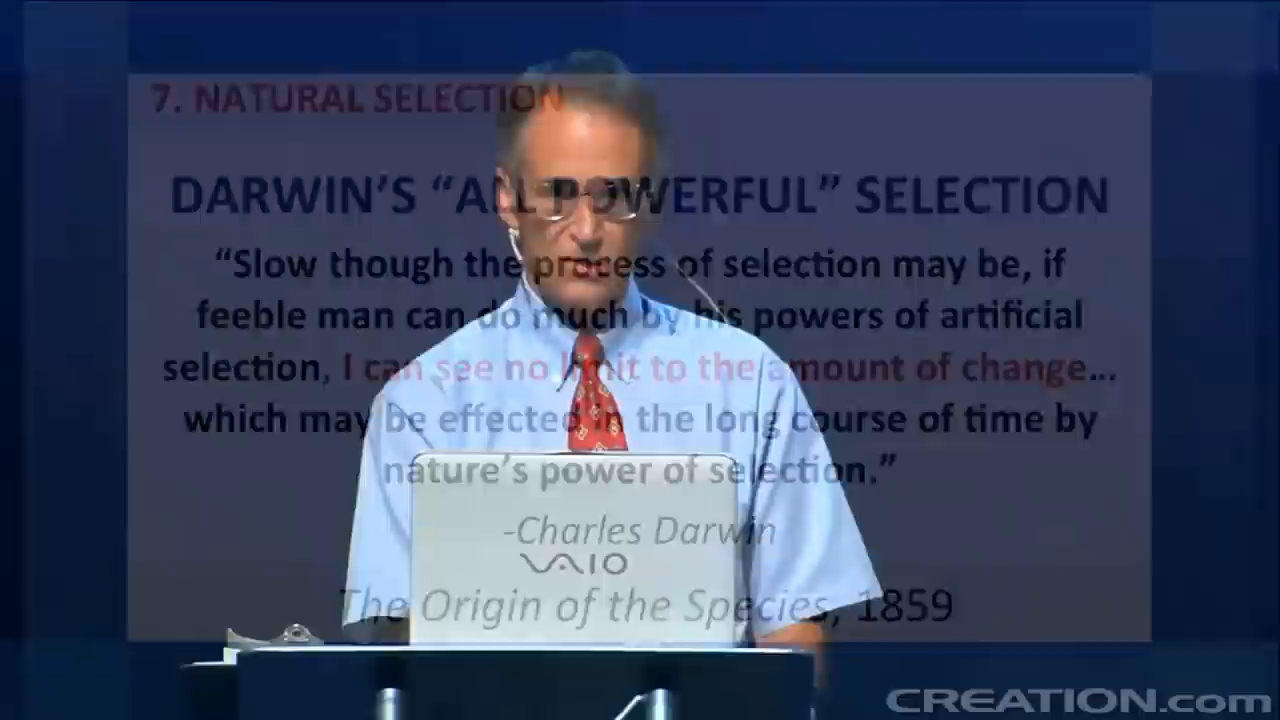 7. NATURAL SELECTION
DARWIN'S “ALL POWERFUL” SELECTION
“Slow though the process of selection may be, if
feeble man can do much by his powers of artificial
selection, I can see no limit to the amount of change...
which may be effected in the long course of time by
nature's power of selection.”
-Charles Darwin
VAIO
The Origin of the Species, 1859
CREATION.com